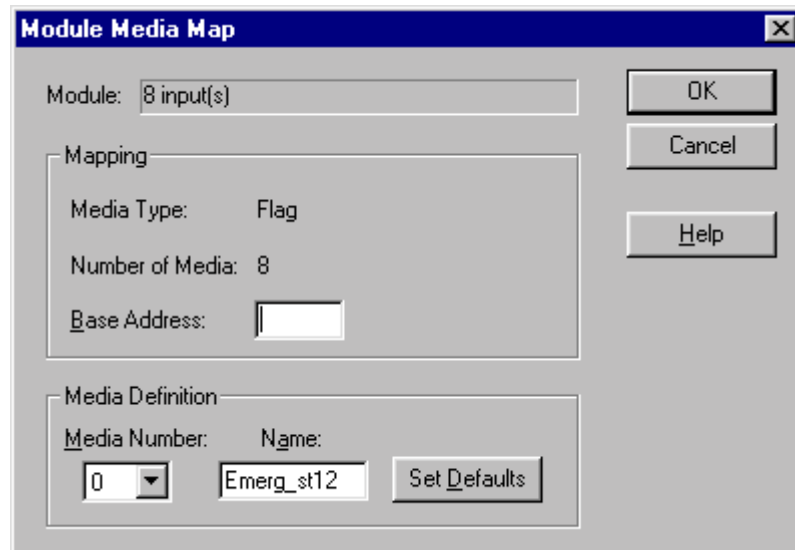 Module Media Map
Module: 8 input(s)
OK
Cancel
Help
Mapping
Media Type: Flag
Number of Media: 8
Base Address:
Media Definition
Media Number: Name:
0 Emerg_st12 Set Defaults